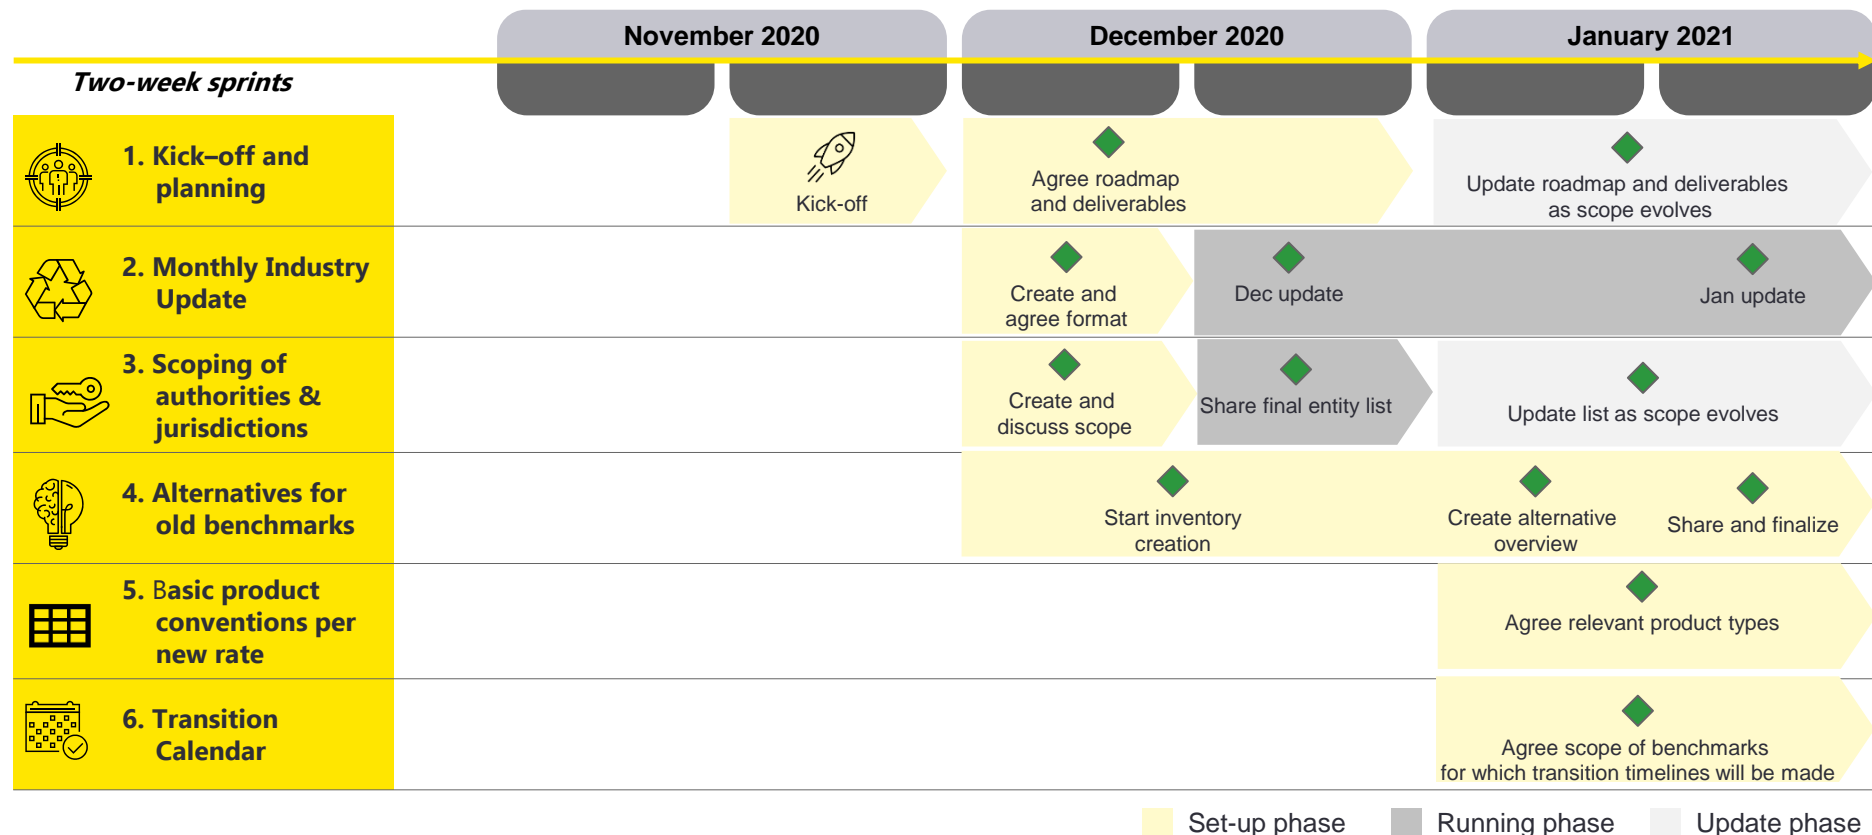 November 2020
December 2020
January 2021
Two-week sprints
1. Kick–off and
planning
Kick-off
Agree roadmap
and deliverables
Update roadmap and deliverables
as scope evolves
2. Monthly Industry
Update
Create and
agree format
Dec update
Jan update
3. Scoping of
authorities &
jurisdictions
Create and
discuss scope
Share final entity list
Update list as scope evolves
4. Alternatives for
old benchmarks
Start inventory
creation
Create alternative
overview
Share and finalize
5. Basic product
conventions per
new rate
Agree relevant product types
6. Transition
Calendar
Agree scope of benchmarks
for which transition timelines will be made
Set-up phase
Running phase
Update phase